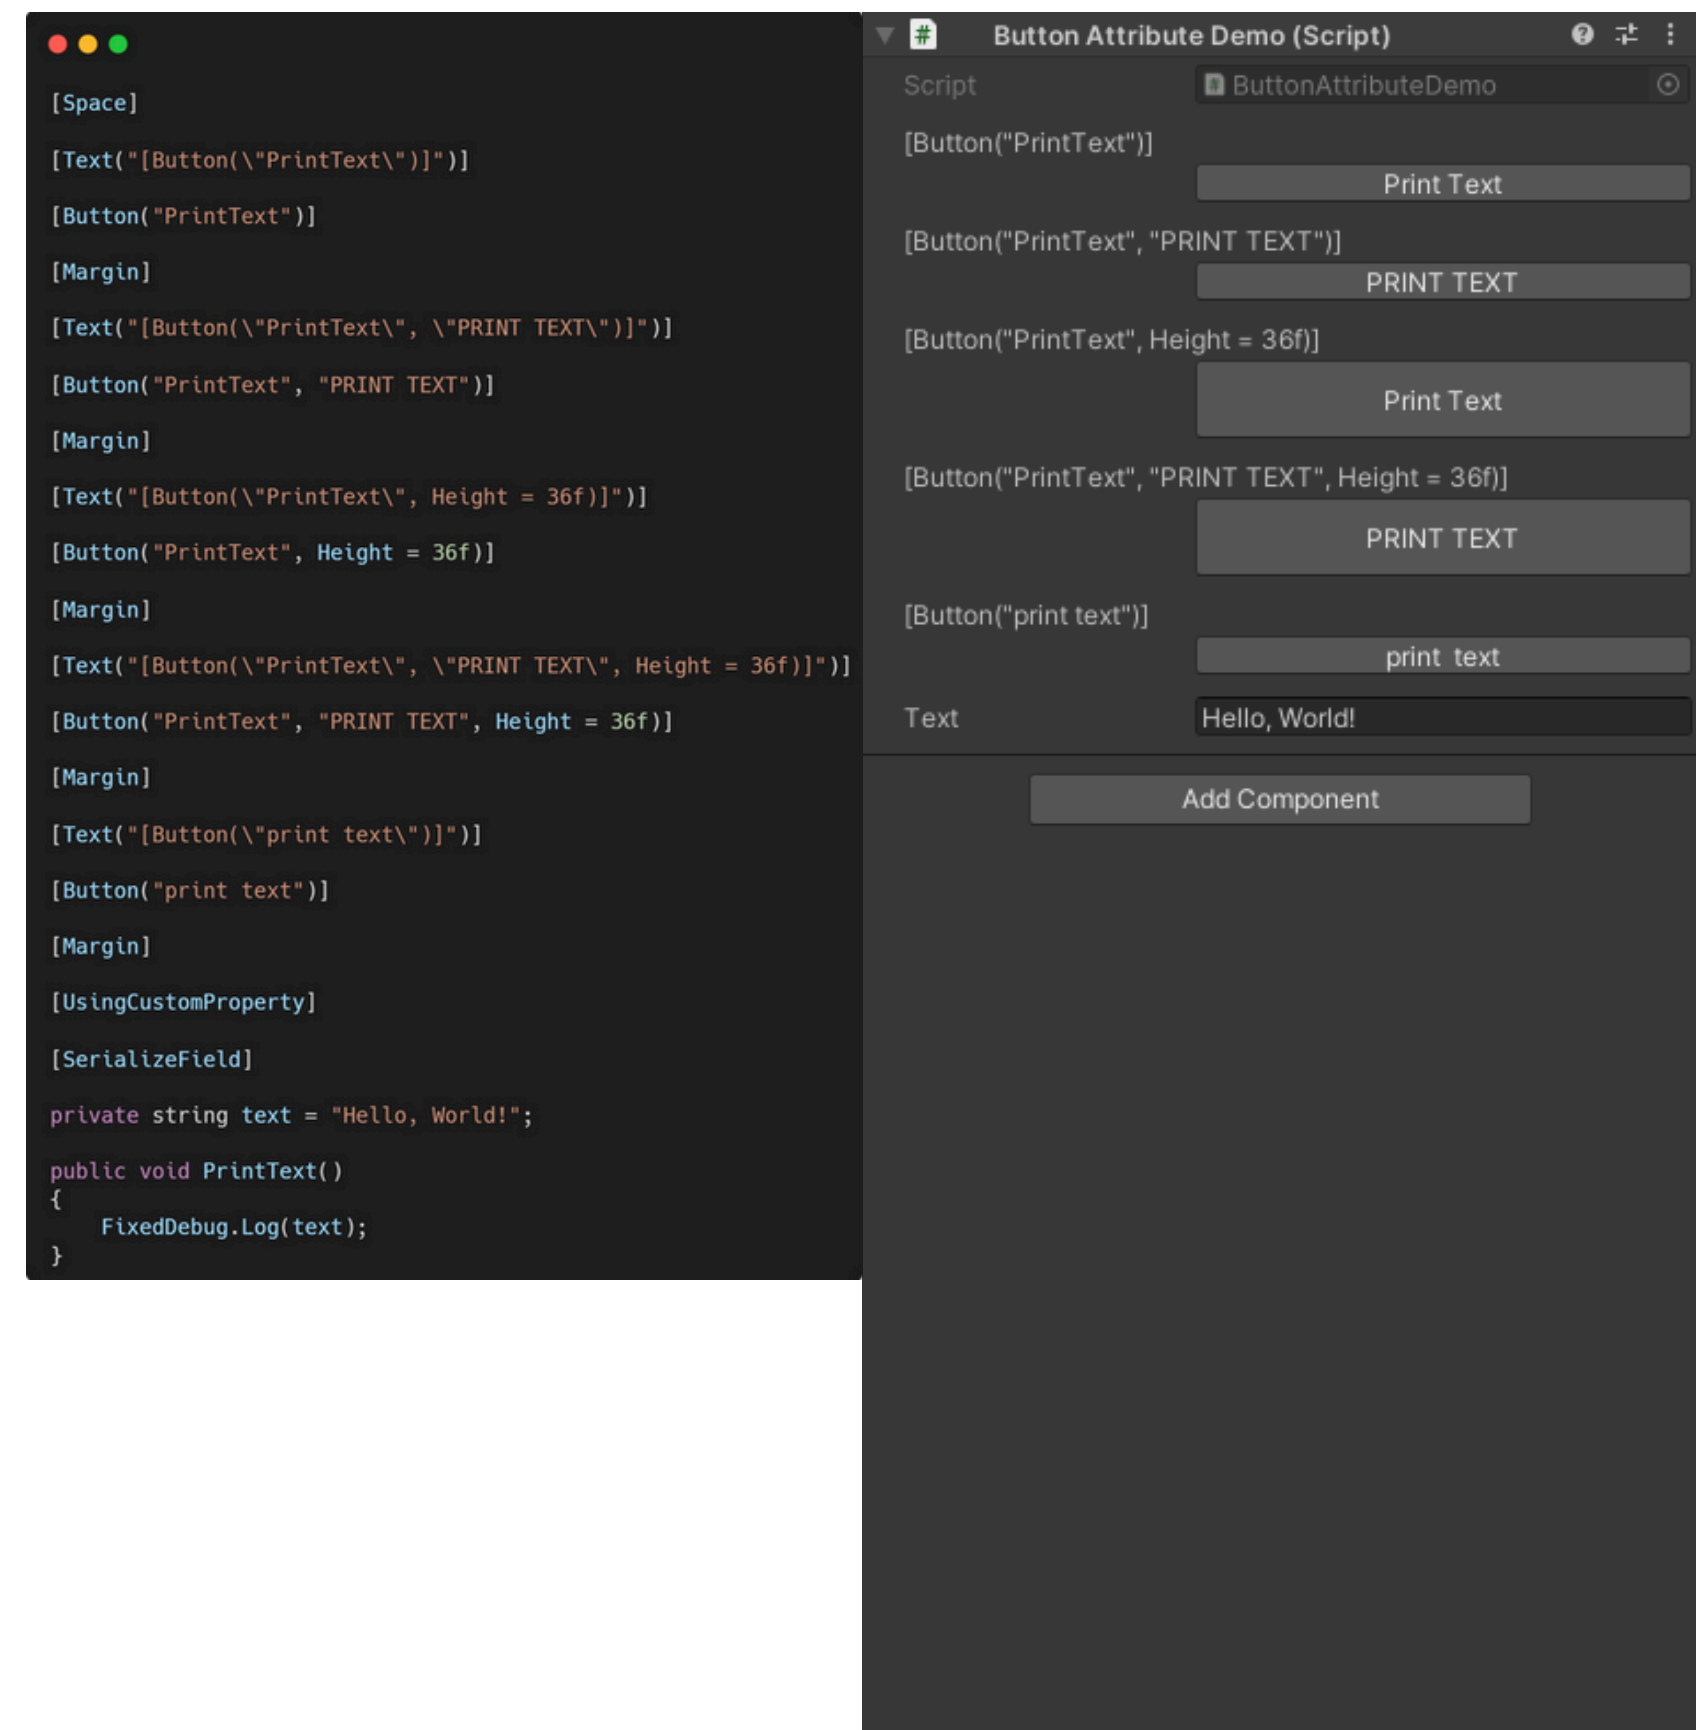 [Space]
[Text("[Button(\"PrintText\")]")]
[Button("PrintText")]
[Margin]
[Text("[Button(\"PrintText\", \"PRINT TEXT\")]")]
[Button("PrintText", "PRINT TEXT")]
[Margin]
[Text("[Button(\"PrintText\", Height = 36f)]")]
[Button("PrintText", Height = 36f)]
[Margin]
[Text("[Button(\"PrintText\", \"PRINT TEXT\", Height = 36f)]")]
[Button("PrintText", "PRINT TEXT", Height = 36f)]
[Margin]
[Text("[Button(\"print text\")]")]
[Button("print text")]
[Margin]
[UsingCustomProperty]
[SerializeField]
private string text = "Hello, World!";
public void PrintText()
{
    FixedDebug.Log(text);
}
# Button Attribute Demo (Script)
Script # ButtonAttributeDemo
[Button("PrintText")]
Print Text
[Button("PrintText", "PRINT TEXT")]
PRINT TEXT
[Button("PrintText", Height = 36f)]
Print Text
[Button("PrintText", "PRINT TEXT", Height = 36f)]
PRINT TEXT
[Button("print text")]
print  text
Text Hello, World!
Add Component